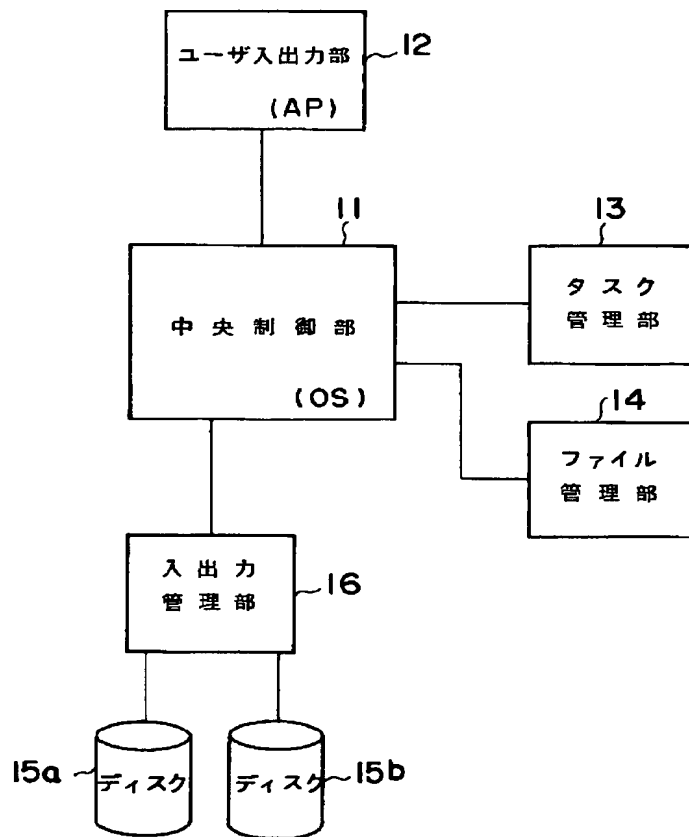 ユーザ入出力部
(AP)
12
11
中央制御部
(OS)
13
タスク
管理部
14
ファイル
管理部
入出力
管理部
16
15a
ディスク
ディスク
15b